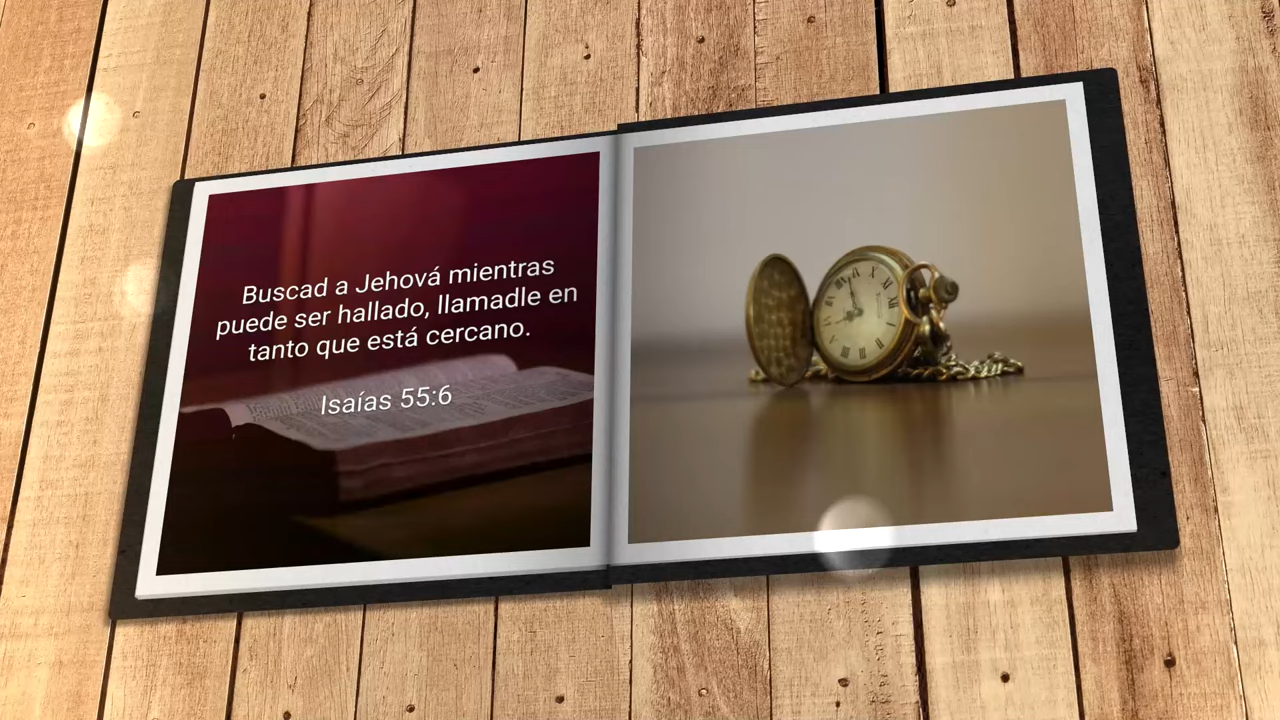 Buscad a Jehová mientras
puede ser hallado, llamadle en
tanto que está cercano.
Isaías 55:6